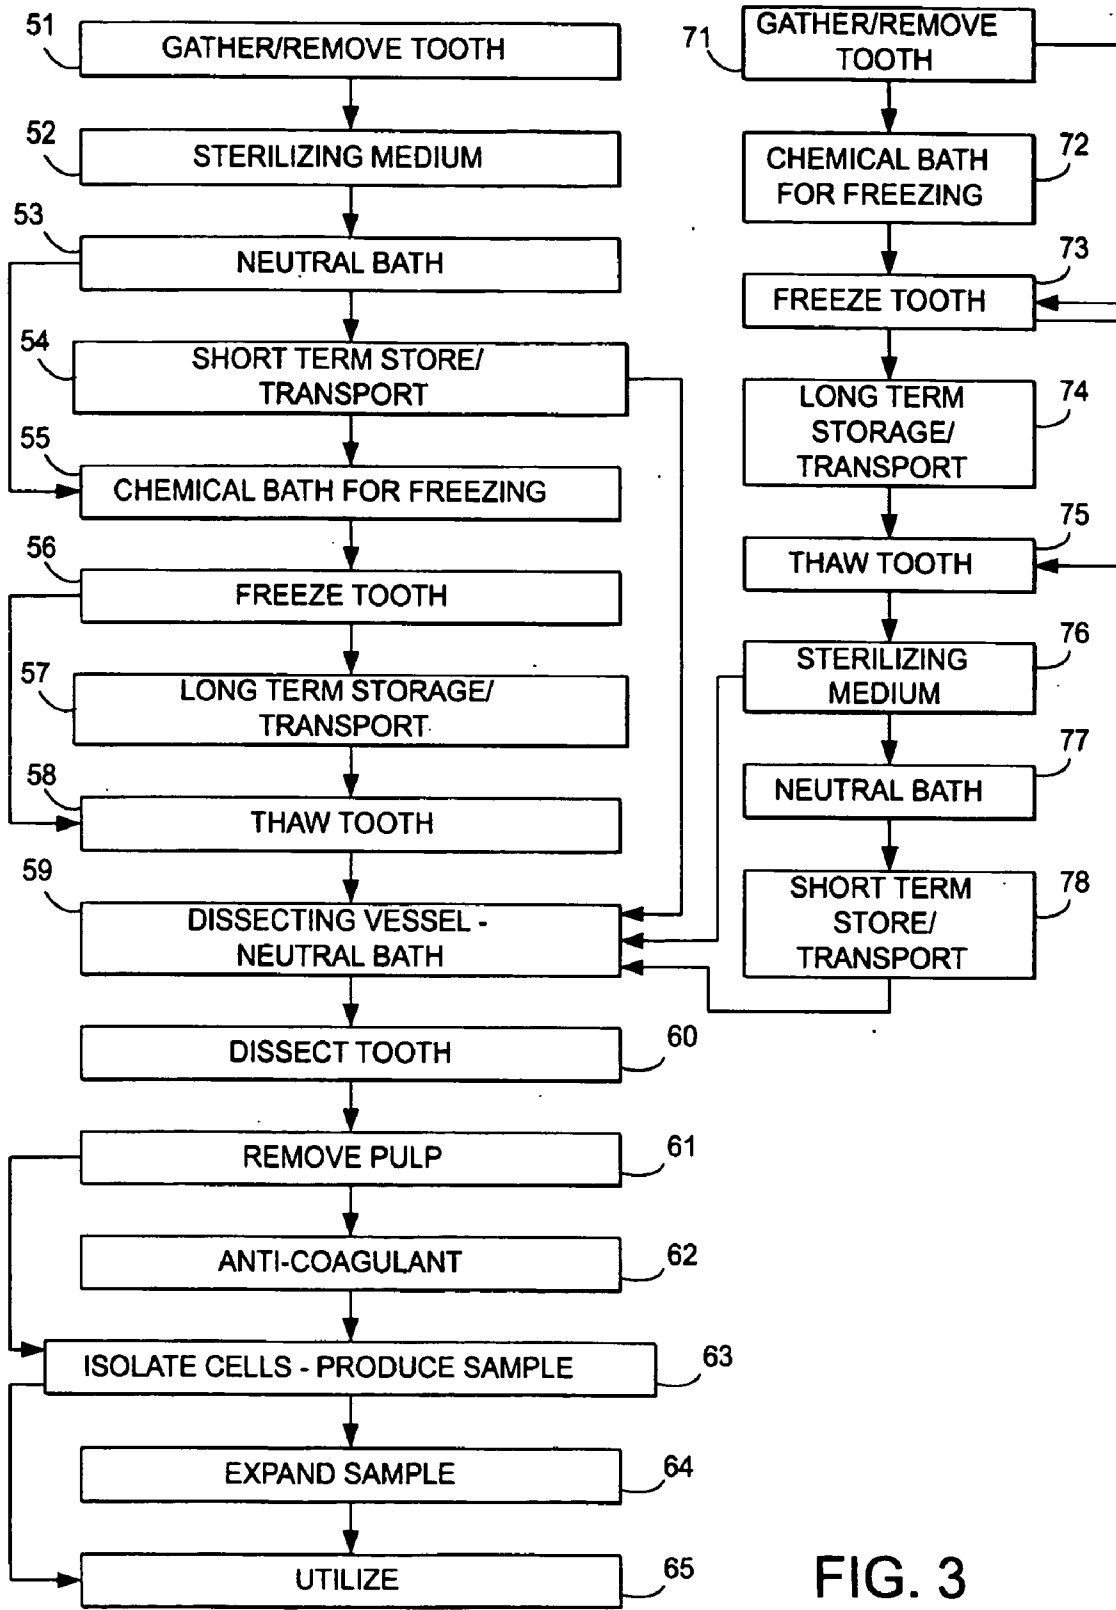 51
GATHER/REMOVE TOOTH
52
STERILIZING MEDIUM
53
NEUTRAL BATH
54
SHORT TERM STORE/
TRANSPORT
55
CHEMICAL BATH FOR FREEZING
56
FREEZE TOOTH
57
LONG TERM STORAGE/
TRANSPORT
58
THAW TOOTH
59
DISSECTING VESSEL -
NEUTRAL BATH
DISSECT TOOTH
60
REMOVE PULP
61
ANTI-COAGULANT
62
ISOLATE CELLS - PRODUCE SAMPLE
63
EXPAND SAMPLE
64
UTILIZE
65
71
GATHER/REMOVE
TOOTH
CHEMICAL BATH
FOR FREEZING
72
FREEZE TOOTH
73
LONG TERM
STORAGE/
TRANSPORT
74
THAW TOOTH
75
STERILIZING
MEDIUM
76
NEUTRAL BATH
77
SHORT TERM
STORE/
TRANSPORT
78
FIG. 3